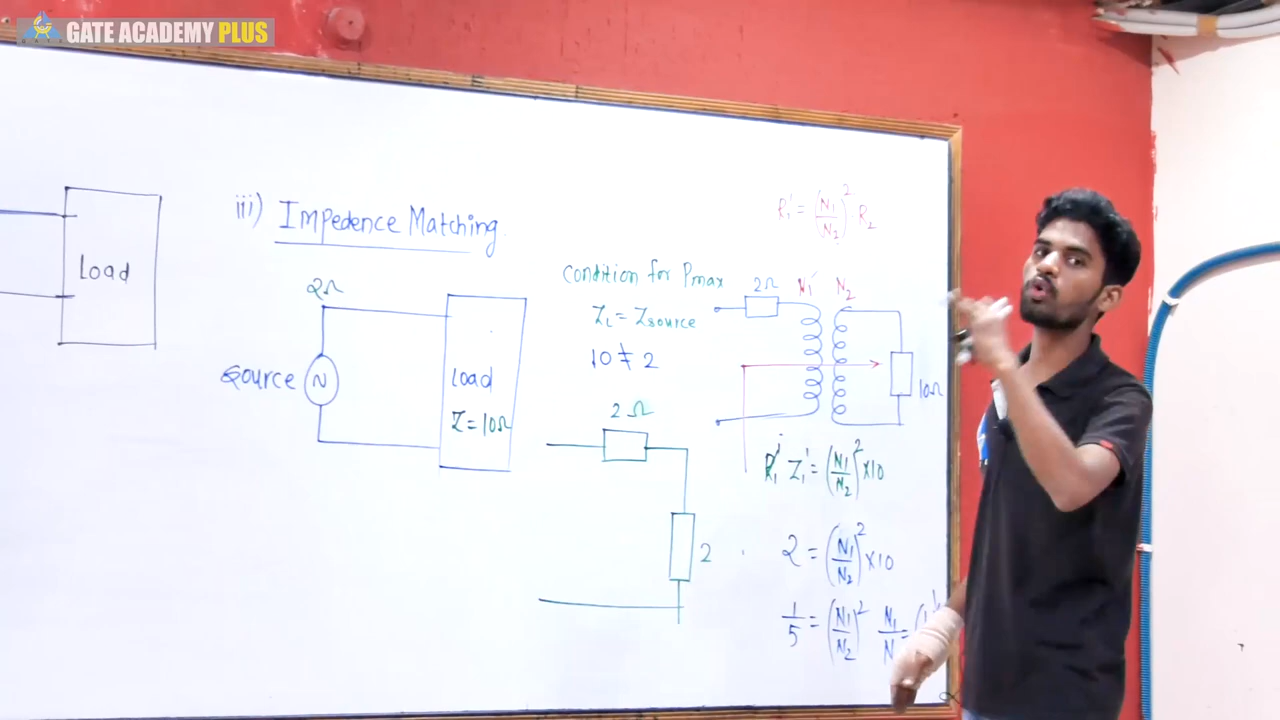 GATE ACADEMY PLUS
Load
iii) Impedence Matching
2Ω
Source
N
Load
Z = 10Ω
condition for Pmax
Z_L = Z_source
10 ≠ 2
2Ω
2
R₁' = (N₁/N₂)² R₂
2Ω
N₁ N₂
10Ω
R₁' Z₁' = (N₁/N₂)² × 10
2 = (N₁/N₂)² × 10
1/5 = (N₁/N₂)² N₁/N =